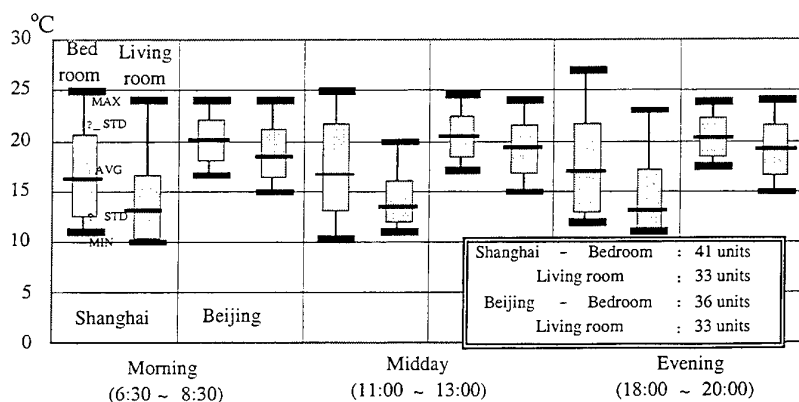 °C
30
25
20
15
10
5
0
Bed room
Living room
MAX
?_ STD
AVG
? STD
MIN
Shanghai
Beijing
Shanghai - Bedroom : 41 units
Living room : 33 units
Beijing - Bedroom : 36 units
Living room : 33 units
Morning
(6:30 ~ 8:30)
Midday
(11:00 ~ 13:00)
Evening
(18:00 ~ 20:00)